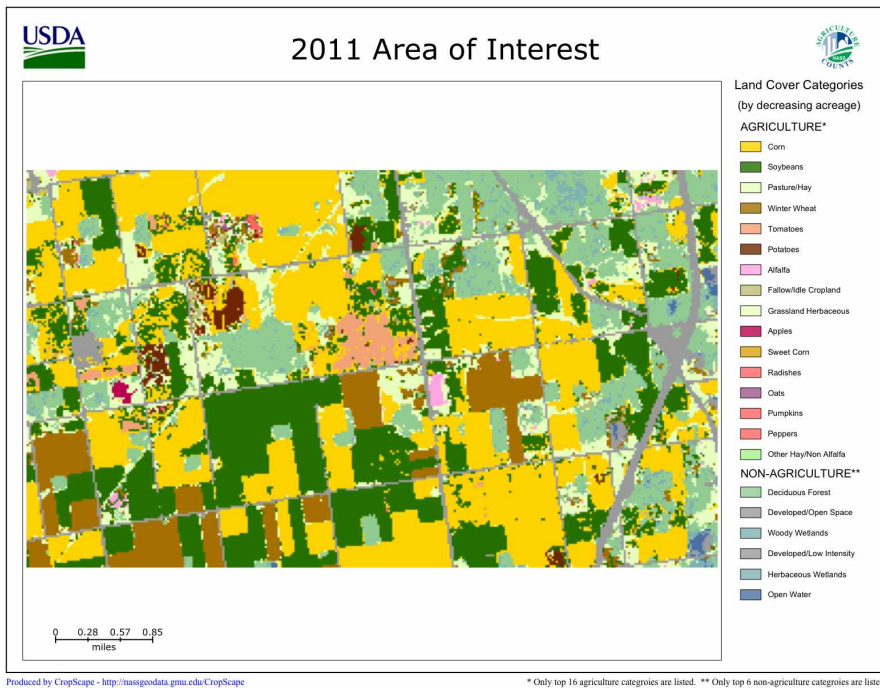 USDA
2011 Area of Interest
AGRICULTURE
NASS
COUNTS
Land Cover Categories
(by decreasing acreage)
AGRICULTURE*
Corn
Soybeans
Pasture/Hay
Winter Wheat
Tomatoes
Potatoes
Alfalfa
Fallow/Idle Cropland
Grassland Herbaceous
Apples
Sweet Corn
Radishes
Oats
Pumpkins
Peppers
Other Hay/Non Alfalfa
NON-AGRICULTURE**
Deciduous Forest
Developed/Open Space
Woody Wetlands
Developed/Low Intensity
Herbaceous Wetlands
Open Water
0 0.28 0.57 0.85
miles
Produced by CropScape - http://nassgeodata.gmu.edu/CropScape
* Only top 16 agriculture categroies are listed. ** Only top 6 non-agriculture categroies are liste